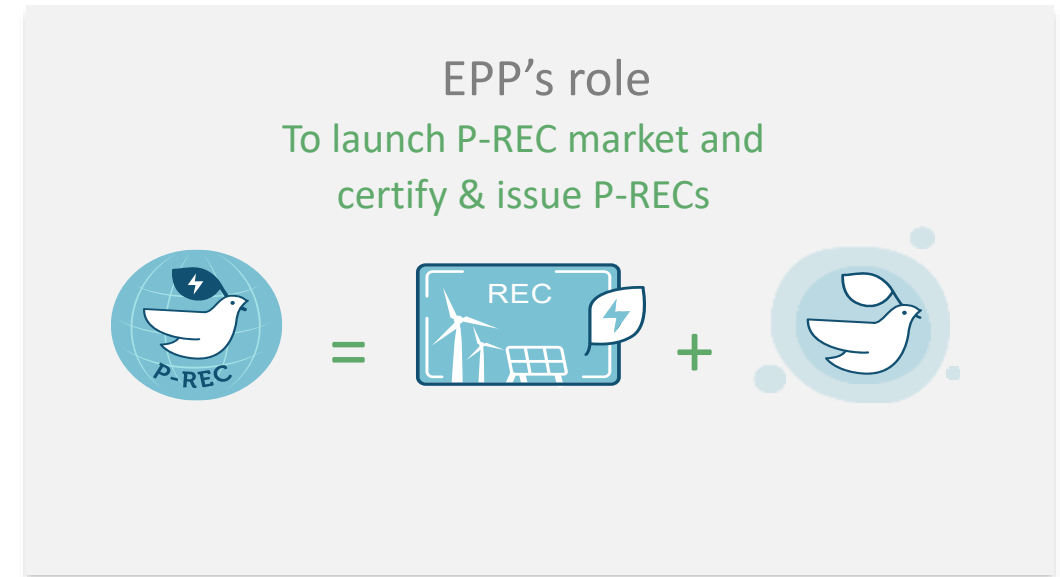 EPP’s role
To launch P-REC market and
certify & issue P-RECs
REC
P-REC
=
+